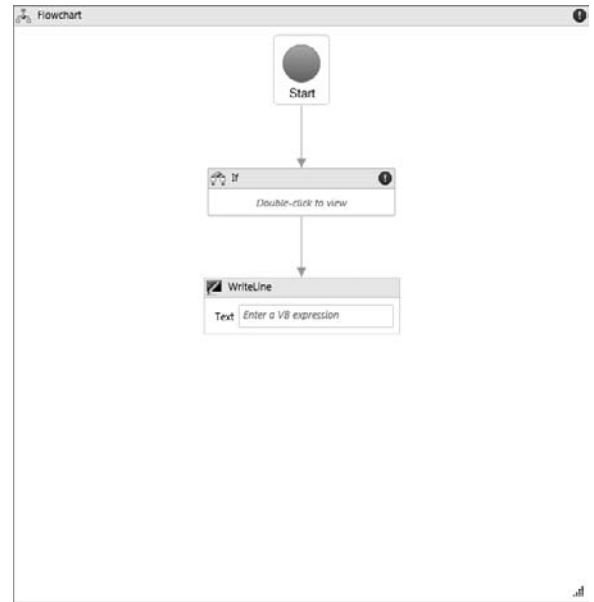 Flowchart
Start
If
Double-click to view
WriteLine
Text Enter a VB expression